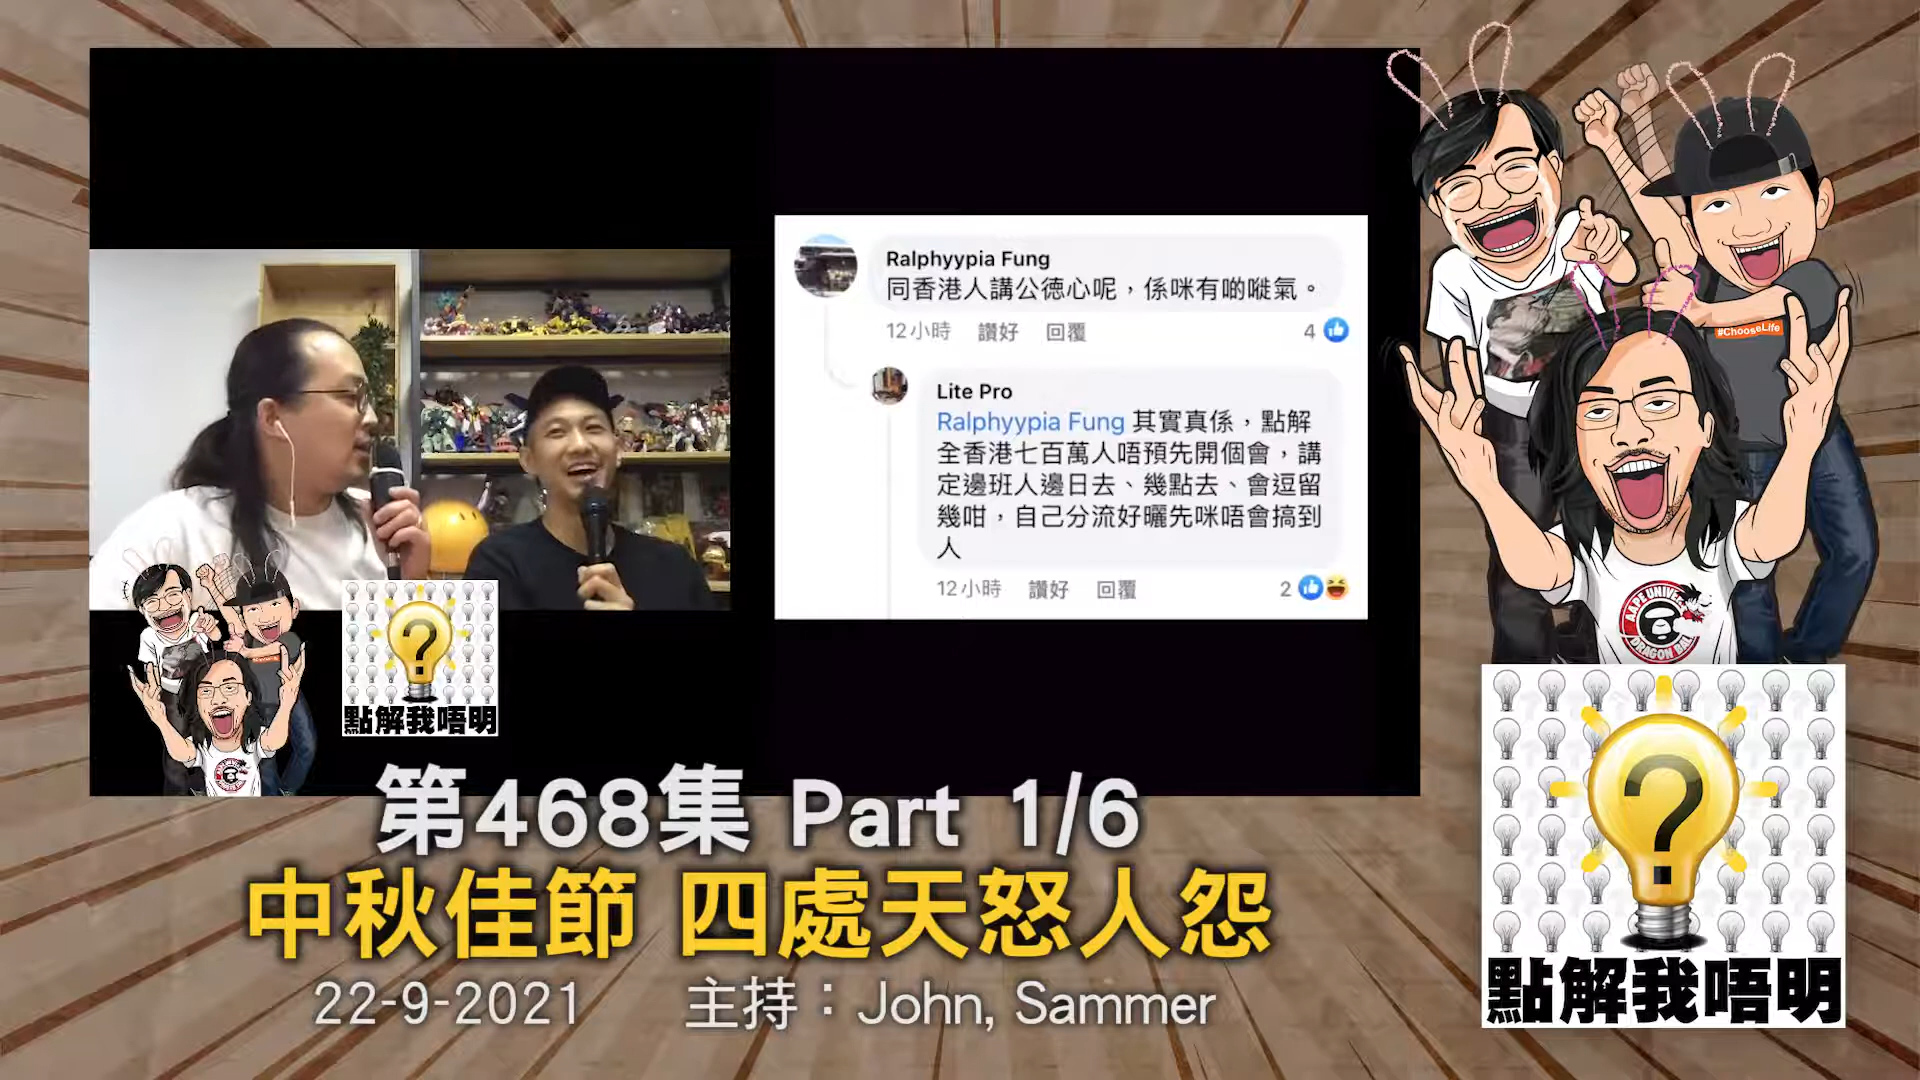 Ralphyypia Fung
同香港人講公徳心呢，係咪有啲嘥氣。
12小時 讚好 回覆 4
Lite Pro
Ralphyypia Fung 其實真係，點解
全香港七百萬人唔預先開個會，講
定邊班人邊日去、幾點去、會逗留
幾咁，自己分流好曬先咪唔會搞到
人
12小時 讚好 回覆 2
#ChooseLife
AAPE UNIVER
DRAGON BALL
?
點解我唔明
第468集 Part 1/6
中秋佳節 四處天怒人怨
22-9-2021 主持：John, Sammer
?
點解我唔明